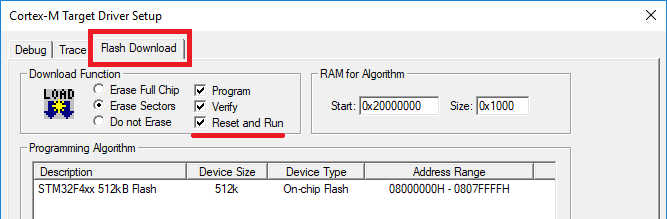 Cortex-M Target Driver Setup
Debug Trace Flash Download
Download Function
LOAD
Erase Full Chip
Erase Sectors
Do not Erase
Program
Verify
Reset and Run
RAM for Algorithm
Start: 0x20000000 Size: 0x1000
Programming Algorithm
Description Device Size Device Type Address Range
STM32F4xx 512kB Flash 512k On-chip Flash 08000000H - 0807FFFFH